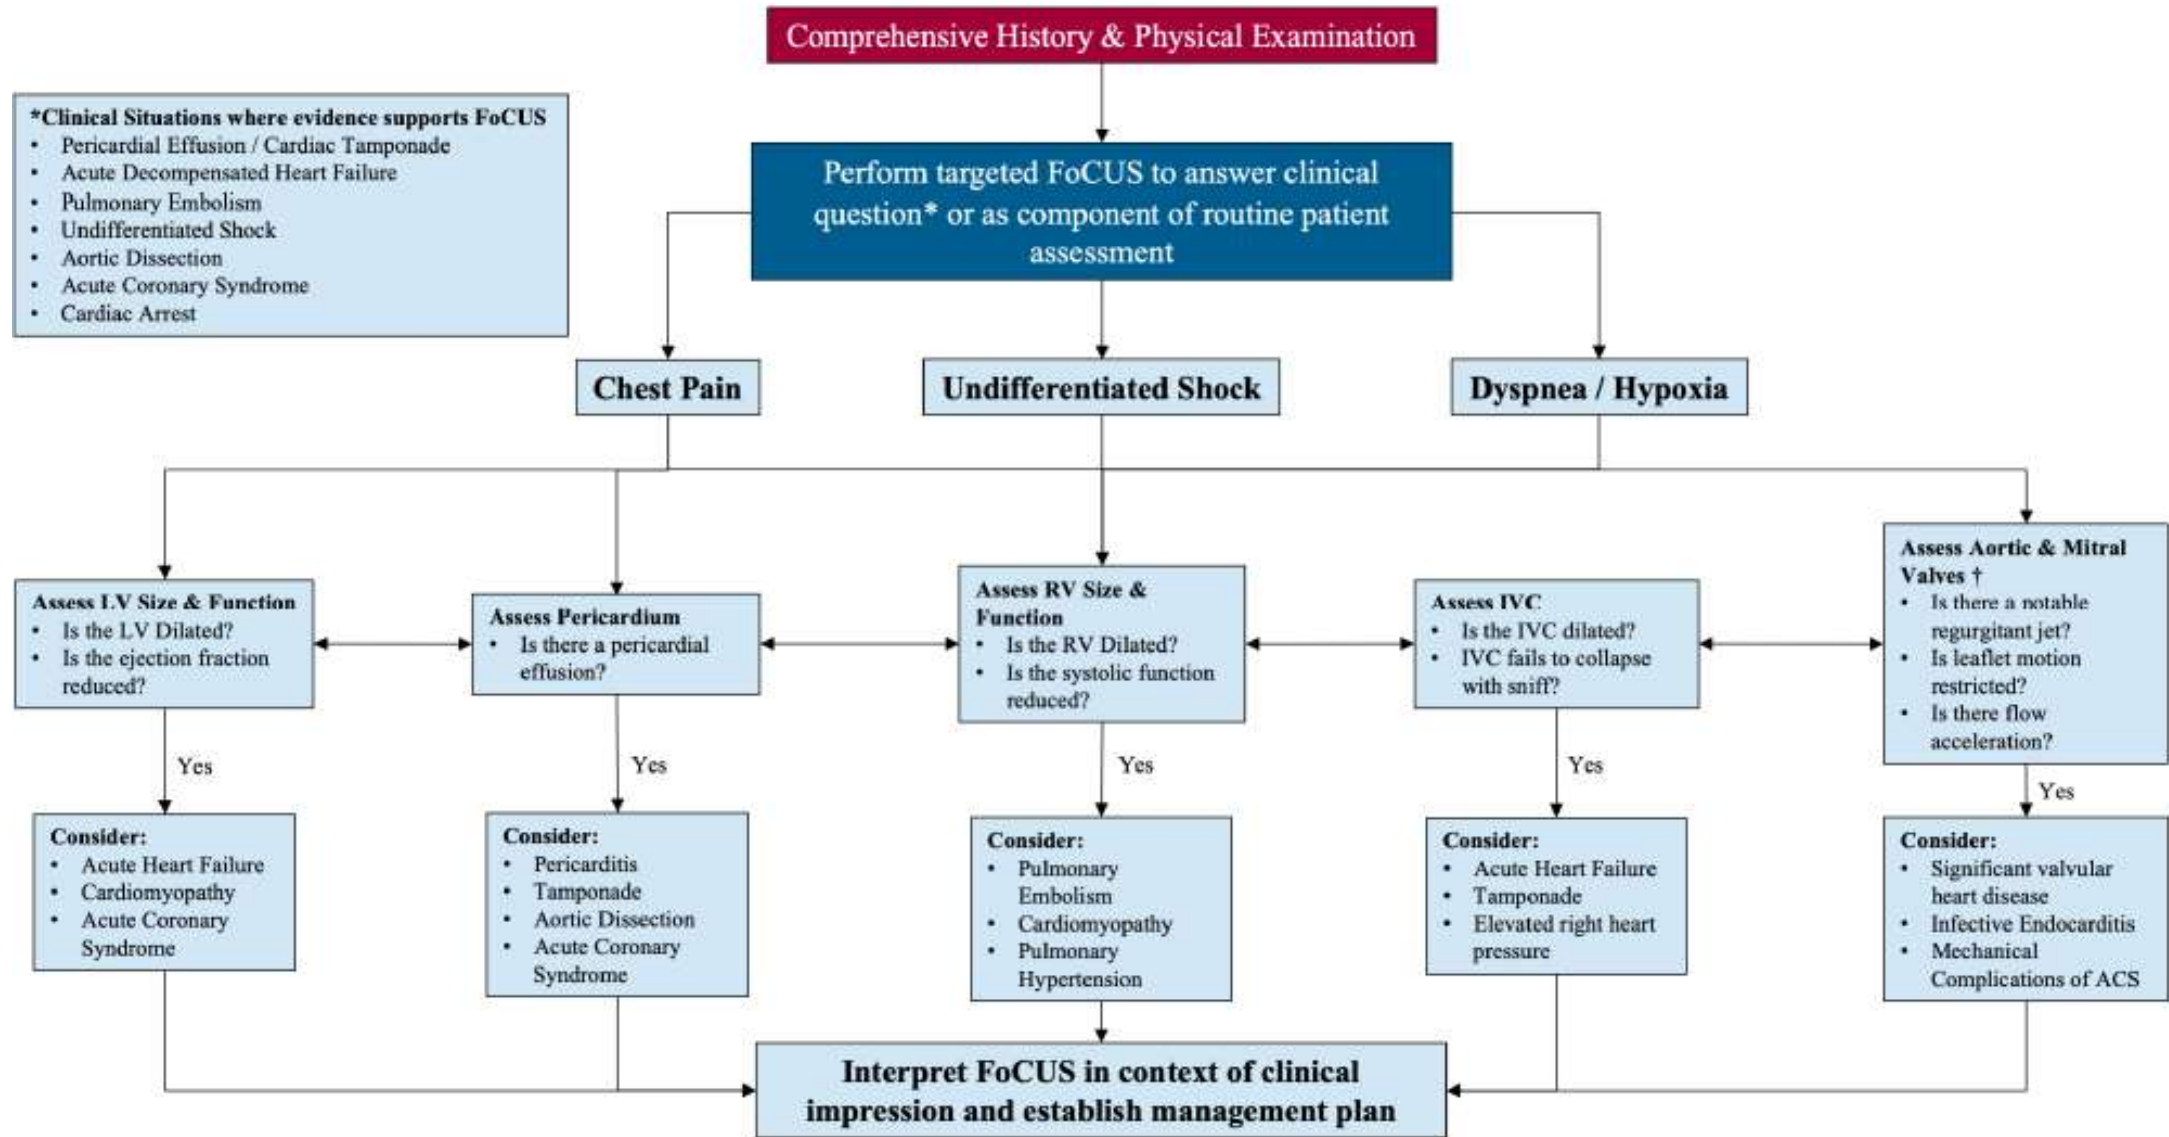 Comprehensive History & Physical Examination
*Clinical Situations where evidence supports FoCUS
• Pericardial Effusion / Cardiac Tamponade
• Acute Decompensated Heart Failure
• Pulmonary Embolism
• Undifferentiated Shock
• Aortic Dissection
• Acute Coronary Syndrome
• Cardiac Arrest
Perform targeted FoCUS to answer clinical
question* or as component of routine patient
assessment
Chest Pain
Undifferentiated Shock
Dyspnea / Hypoxia
Assess LV Size & Function
• Is the LV Dilated?
• Is the ejection fraction
reduced?
Assess Pericardium
• Is there a pericardial
effusion?
Assess RV Size &
Function
• Is the RV Dilated?
• Is the systolic function
reduced?
Assess IVC
• Is the IVC dilated?
• IVC fails to collapse
with sniff?
Assess Aortic & Mitral
Valves †
• Is there a notable
regurgitant jet?
• Is leaflet motion
restricted?
• Is there flow
acceleration?
Yes
Yes
Yes
Yes
Yes
Consider:
• Acute Heart Failure
• Cardiomyopathy
• Acute Coronary
Syndrome
Consider:
• Pericarditis
• Tamponade
• Aortic Dissection
• Acute Coronary
Syndrome
Consider:
• Pulmonary
Embolism
• Cardiomyopathy
• Pulmonary
Hypertension
Consider:
• Acute Heart Failure
• Tamponade
• Elevated right heart
pressure
Consider:
• Significant valvular
heart disease
• Infective Endocarditis
• Mechanical
Complications of ACS
Interpret FoCUS in context of clinical
impression and establish management plan